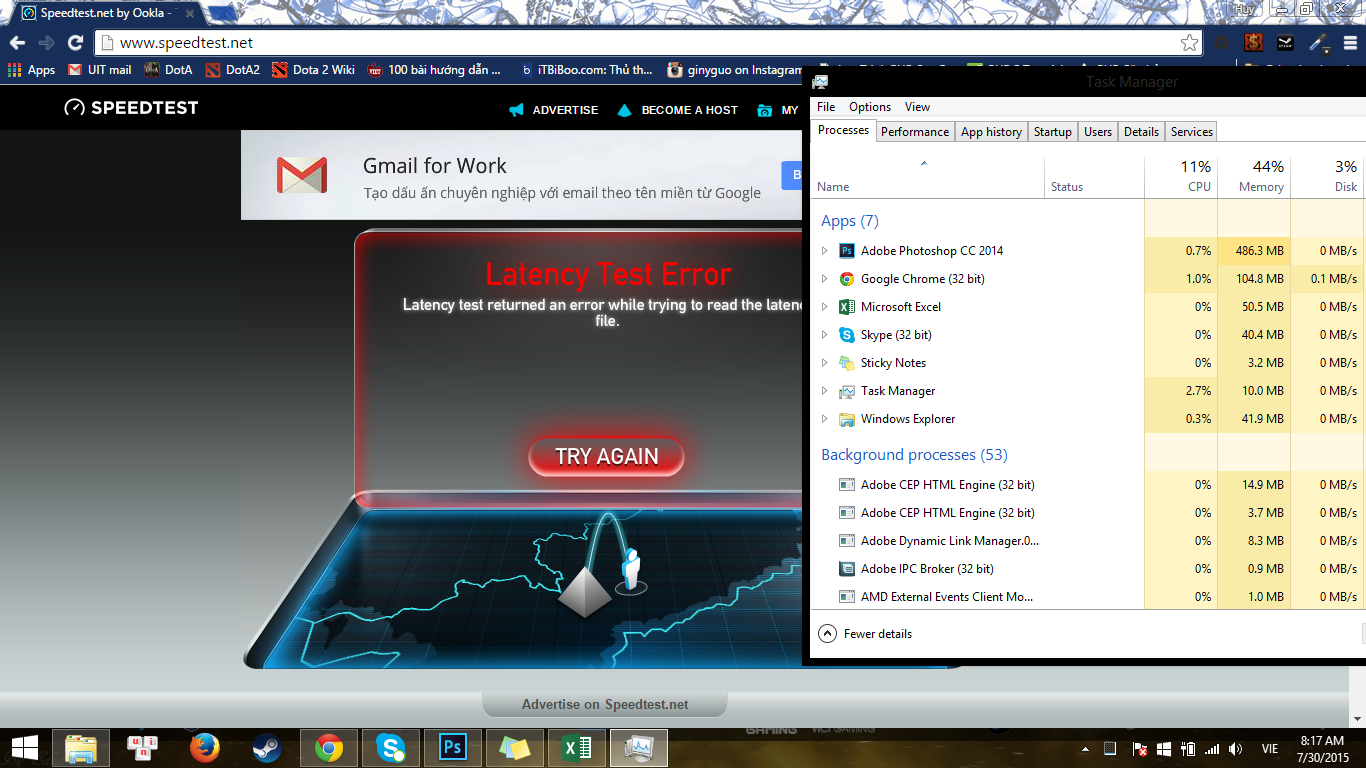 Speedtest.net by Ookla -
Huy
www.speedtest.net
Apps
UIT mail
DotA
DotA2
Dota 2 Wiki
100 bài hướng dẫn ...
iTBiBoo.com: Thủ th...
ginyguo on Instagram
SPEEDTEST
ADVERTISE
BECOME A HOST
MY
Gmail for Work
Tạo dấu ấn chuyên nghiệp với email theo tên miền từ Google
B
Latency Test Error
Latency test returned an error while trying to read the latenc
file.
TRY AGAIN
Advertise on Speedtest.net
GAMING
VICI GAMING
Task Manager
File Options View
Processes Performance App history Startup Users Details Services
11% 44% 3%
Name Status CPU Memory Disk
Apps (7)
Adobe Photoshop CC 2014 0.7% 486.3 MB 0 MB/s
Google Chrome (32 bit) 1.0% 104.8 MB 0.1 MB/s
Microsoft Excel 0% 50.5 MB 0 MB/s
Skype (32 bit) 0% 40.4 MB 0 MB/s
Sticky Notes 0% 3.2 MB 0 MB/s
Task Manager 2.7% 10.0 MB 0 MB/s
Windows Explorer 0.3% 41.9 MB 0 MB/s
Background processes (53)
Adobe CEP HTML Engine (32 bit) 0% 14.9 MB 0 MB/s
Adobe CEP HTML Engine (32 bit) 0% 3.7 MB 0 MB/s
Adobe Dynamic Link Manager.0... 0% 8.3 MB 0 MB/s
Adobe IPC Broker (32 bit) 0% 0.9 MB 0 MB/s
AMD External Events Client Mo... 0% 1.0 MB 0 MB/s
Fewer details
VIE
8:17 AM
7/30/2015